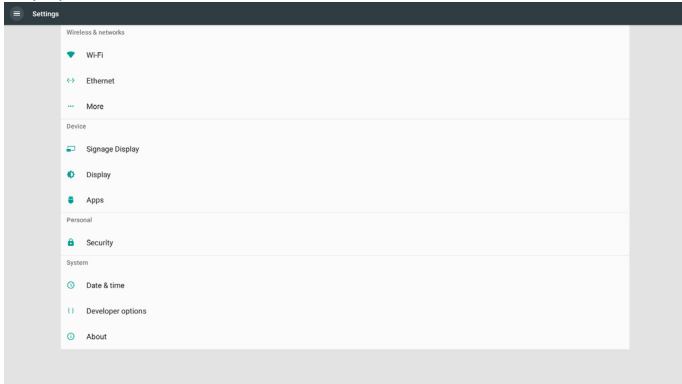 Settings
Wireless & networks
Wi-Fi
Ethernet
More
Device
Signage Display
Display
Apps
Personal
Security
System
Date & time
Developer options
About